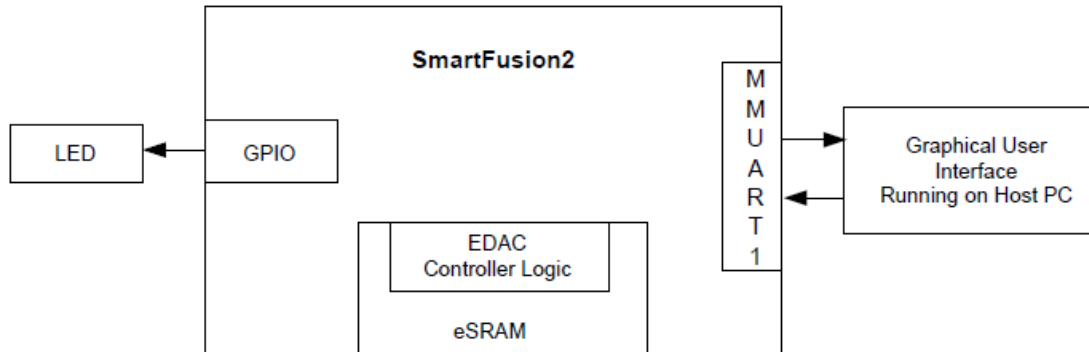 SmartFusion2
LED
GPIO
M
M
U
A
R
T
1
Graphical User
Interface
Running on Host PC
EDAC
Controller Logic
eSRAM